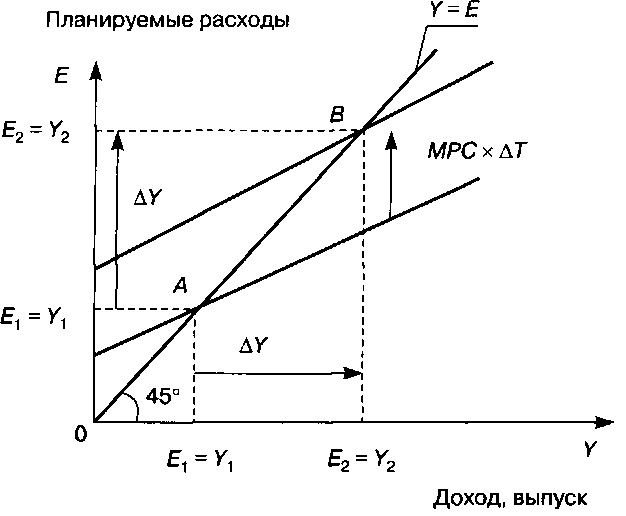 Планируемые расходы
Y = E
E
B
E₂ = Y₂
MPC × ΔT
ΔY
A
E₁ = Y₁
ΔY
45°
0
E₁ = Y₁
E₂ = Y₂
Y
Доход, выпуск